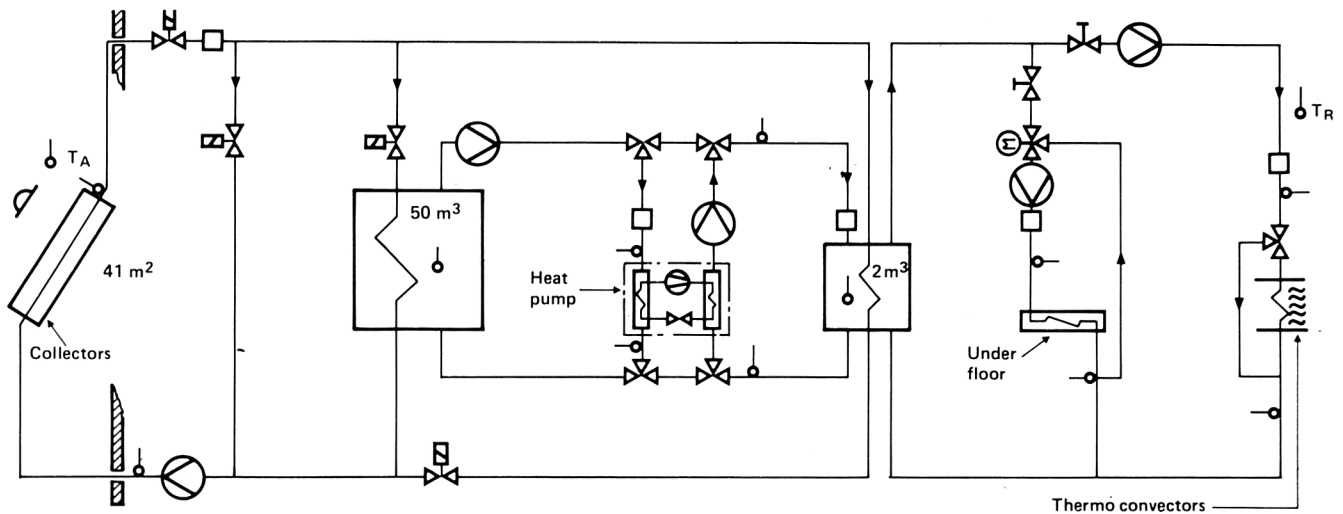 T_A
41 m²
Collectors
50 m³
Heat
pump
2 m³
M
Under
floor
T_R
Thermo convectors